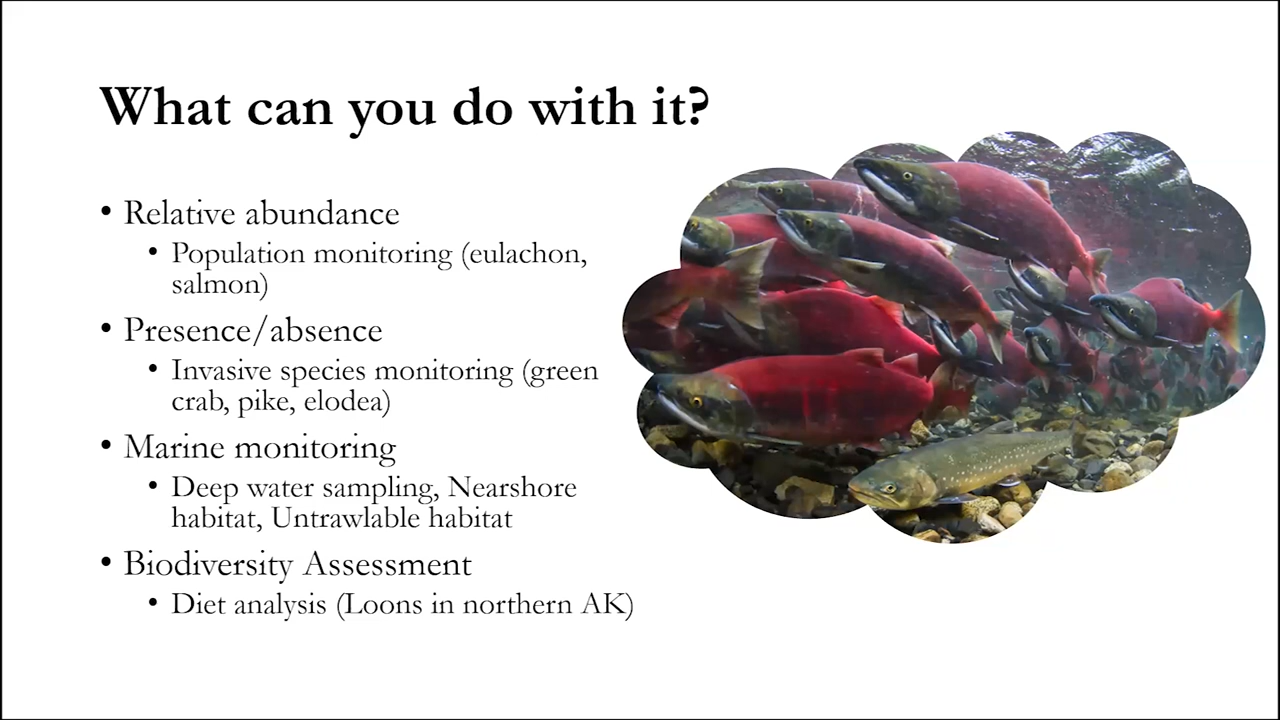 What can you do with it?
• Relative abundance
• Population monitoring (eulachon,
salmon)
• Presence/absence
• Invasive species monitoring (green
crab, pike, elodea)
• Marine monitoring
• Deep water sampling, Nearshore
habitat, Untrawlable habitat
• Biodiversity Assessment
• Diet analysis (Loons in northern AK)